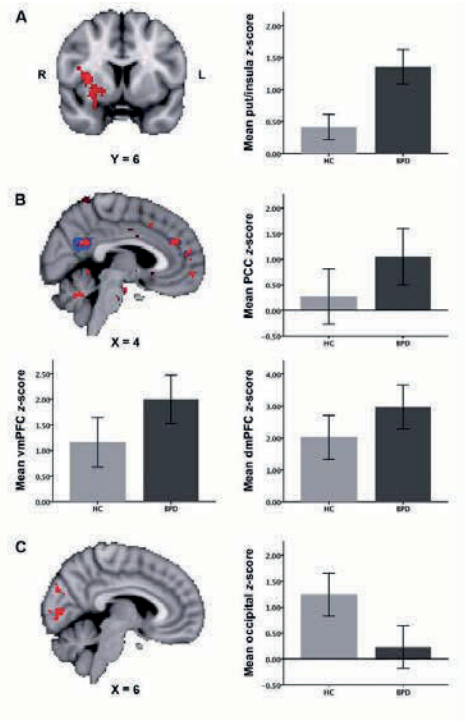 A
R
L
Y = 6
Mean put/insula z-score
2.00
1.50
1.00
0.50
0.00
HC
BPD
B
X = 4
Mean PCC z-score
2.00
1.50
1.00
0.50
0.00
-0.50
HC
BPD
Mean vmPFC z-score
2.50
2.00
1.50
1.00
0.50
0.00
HC
BPD
Mean dmPFC z-score
4.00
3.00
2.00
1.00
0.00
HC
BPD
C
X = 6
Mean occipital z-score
2.00
1.50
1.00
0.50
0.00
-0.50
HC
BPD